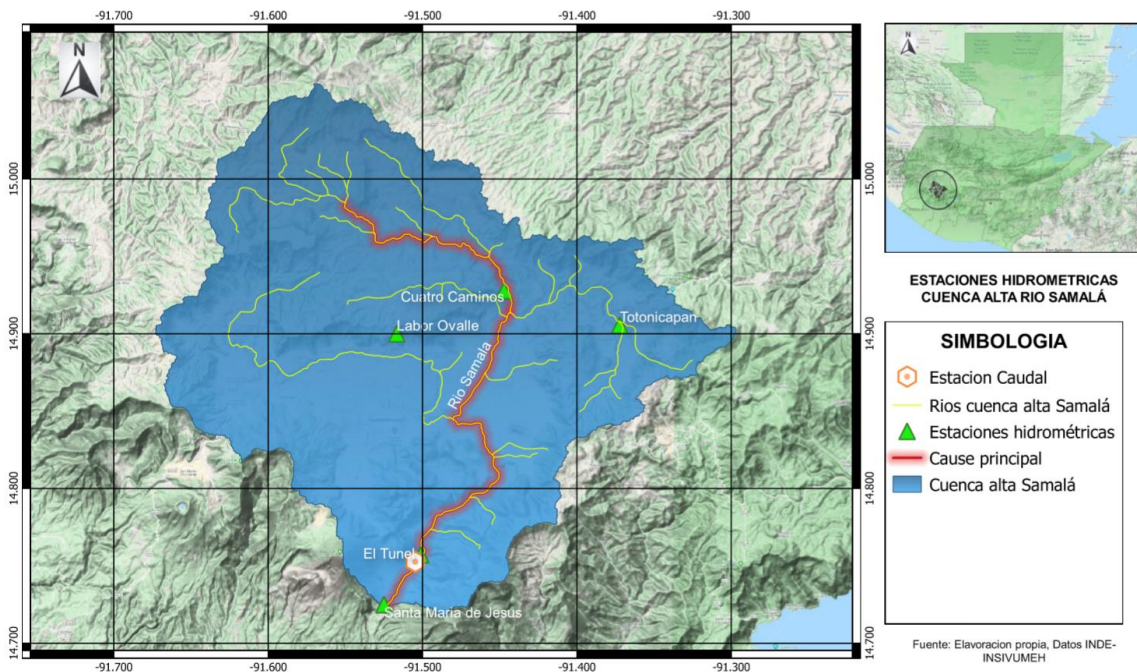 -91.700 -91.600 -91.500 -91.400 -91.300
N
15.000 15.000
Cuatro Caminos
Totonicapan
Labor Ovalle
14.900 14.900
Rio Samala
14.800 14.800
El Tunel
Santa Maria de Jesús
14.700 14.700
-91.700 -91.600 -91.500 -91.400 -91.300
N
ESTACIONES HIDROMETRICAS
CUENCA ALTA RIO SAMALÁ
SIMBOLOGIA
Estacion Caudal
Rios cuenca alta Samalá
Estaciones hidrométricas
Cause principal
Cuenca alta Samalá
Fuente: Elavoracion propia, Datos INDE-
INSIVUMEH